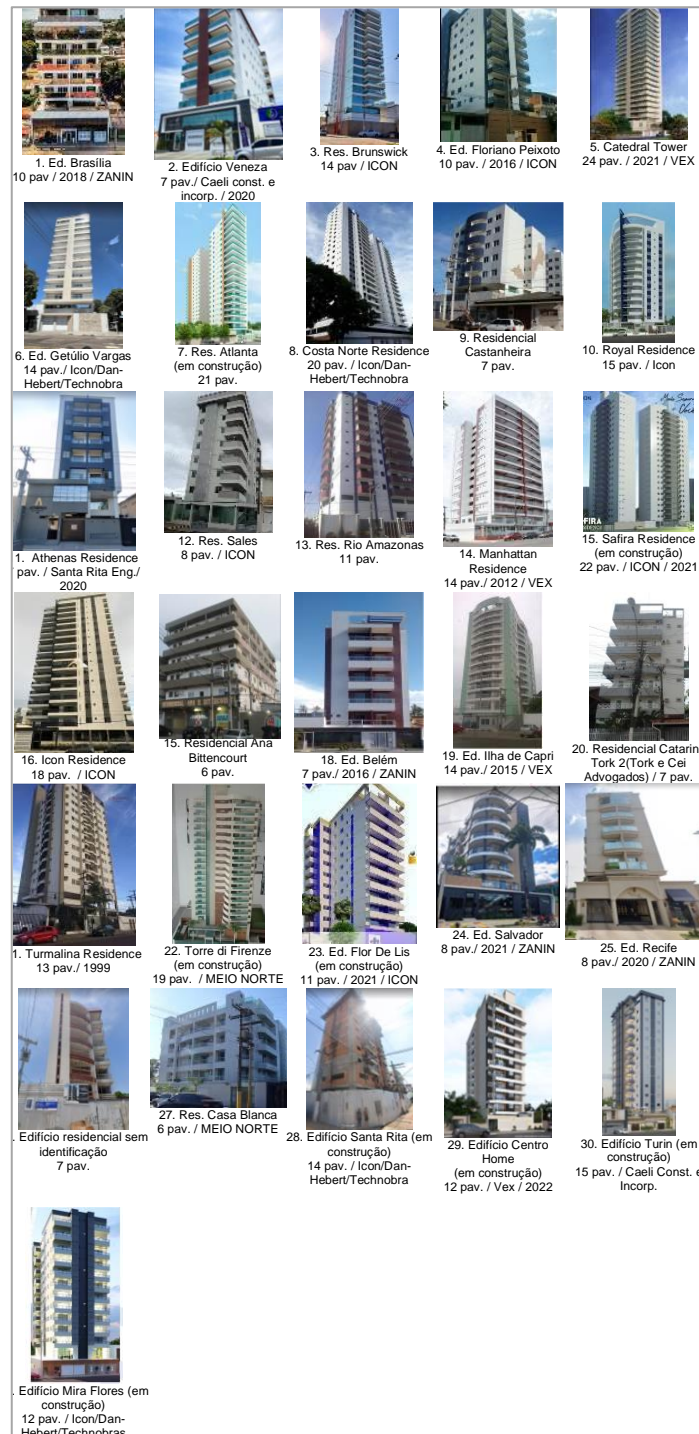 1. Ed. Brasília
10 pav / 2018 / ZANIN
2. Edifício Veneza
7 pav./ Caeli const. e
incorp. / 2020
3. Res. Brunswick
14 pav / ICON
4. Ed. Floriano Peixoto
10 pav. / 2016 / ICON
5. Catedral Tower
24 pav. / 2021 / VEX
6. Ed. Getúlio Vargas
14 pav./ Icon/Dan-
Hebert/Technobra
7. Res. Atlanta
(em construção)
21 pav.
8. Costa Norte Residence
20 pav. / Icon/Dan-
Hebert/Technobra
9. Residencial
Castanheira
7 pav.
10. Royal Residence
15 pav. / Icon
1. Athenas Residence
pav. / Santa Rita Eng./
2020
12. Res. Sales
8 pav. / ICON
13. Res. Rio Amazonas
11 pav.
14. Manhattan
Residence
14 pav./ 2012 / VEX
FIRA
15. Safira Residence
(em construção)
22 pav. / ICON / 2021
16. Icon Residence
18 pav. / ICON
15. Residencial Ana
Bittencourt
6 pav.
18. Ed. Belém
7 pav./ 2016 / ZANIN
19. Ed. Ilha de Capri
14 pav./ 2015 / VEX
20. Residencial Catarin
Tork 2(Tork e Cei
Advogados) / 7 pav.
1. Turmalina Residence
13 pav./ 1999
22. Torre di Firenze
(em construção)
19 pav. / MEIO NORTE
23. Ed. Flor De Lis
(em construção)
11 pav. / 2021 / ICON
24. Ed. Salvador
8 pav./ 2021 / ZANIN
25. Ed. Recife
8 pav./ 2020 / ZANIN
. Edifício residencial sem
identificação
7 pav.
27. Res. Casa Blanca
6 pav. / MEIO NORTE
28. Edifício Santa Rita (em
construção)
14 pav. / Icon/Dan-
Hebert/Technobra
29. Edifício Centro
Home
(em construção)
12 pav. / Vex / 2022
30. Edifício Turin (em
construção)
15 pav. / Caeli Const. e
Incorp.
. Edifício Mira Flores (em
construção)
12 pav. / Icon/Dan-
Hebert/Technobras